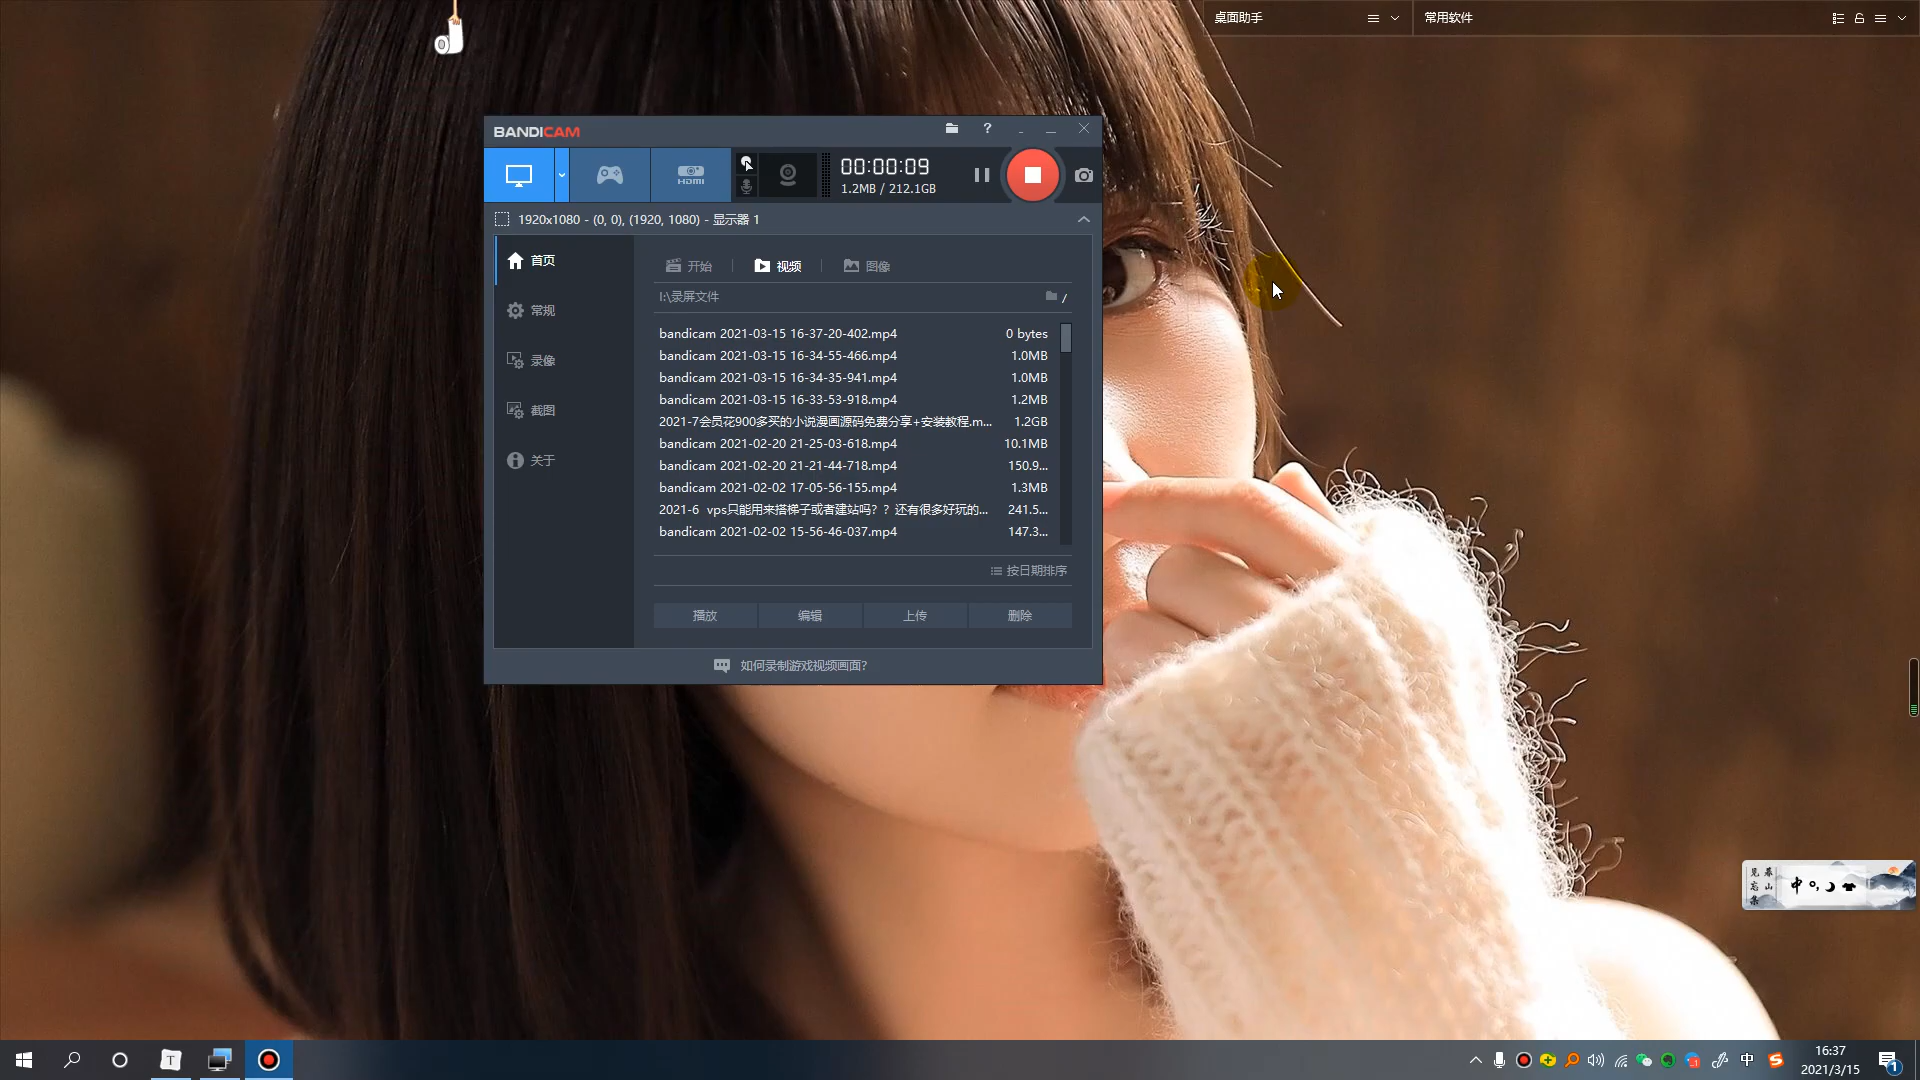 桌面助手
常用软件
BANDICAM
?
HDMI
00:00:09
1.2MB / 212.1GB
1920x1080 - (0, 0), (1920, 1080) - 显示器 1
首页
常规
录像
截图
关于
开始
视频
图像
I:\录屏文件
/
bandicam 2021-03-15 16-37-20-402.mp4 0 bytes
bandicam 2021-03-15 16-34-55-466.mp4 1.0MB
bandicam 2021-03-15 16-34-35-941.mp4 1.0MB
bandicam 2021-03-15 16-33-53-918.mp4 1.2MB
2021-7会员花900多买的小说漫画源码免费分享+安装教程.m... 1.2GB
bandicam 2021-02-20 21-25-03-618.mp4 10.1MB
bandicam 2021-02-20 21-21-44-718.mp4 150.9...
bandicam 2021-02-02 17-05-56-155.mp4 1.3MB
2021-6 vps只能用来搭梯子或者建站吗？？还有很多好玩的... 241.5...
bandicam 2021-02-02 15-56-46-037.mp4 147.3...
按日期排序
播放
编辑
上传
删除
如何录制游戏视频画面?
中
T
中
16:37
2021/3/15
1